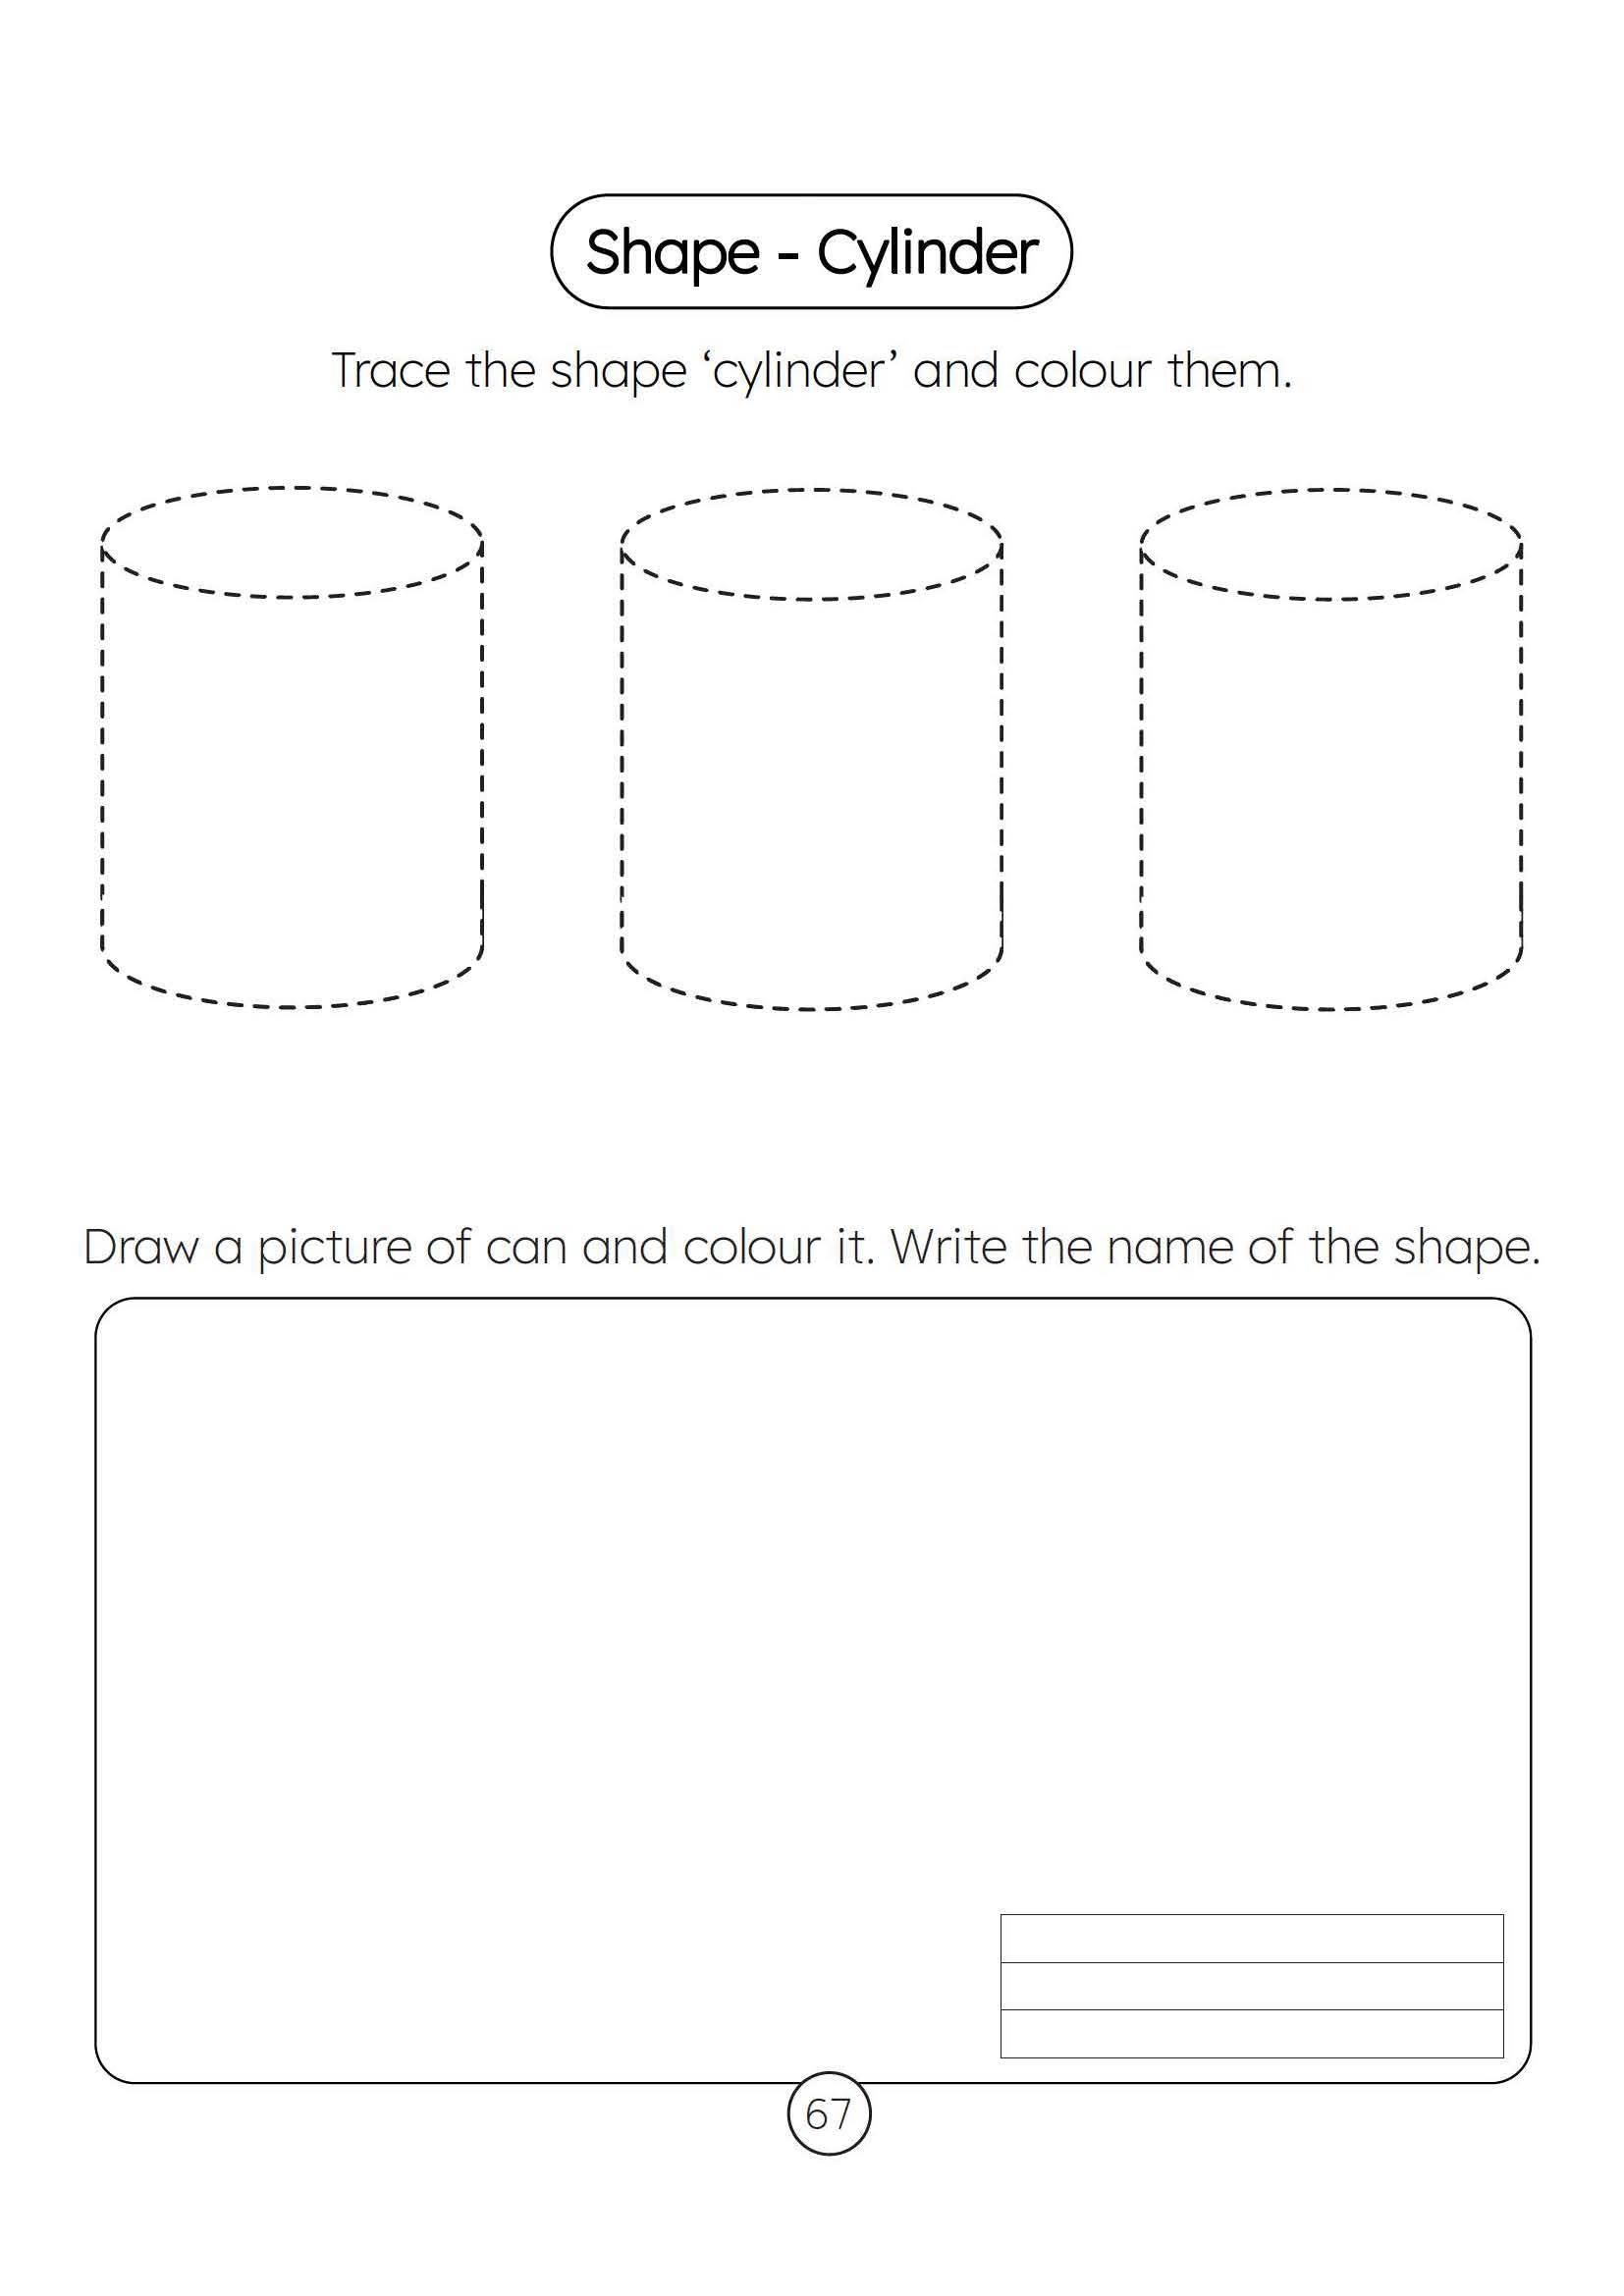 Shape - Cylinder
Trace the shape ‘cylinder’ and colour them.
Draw a picture of can and colour it. Write the name of the shape.
67